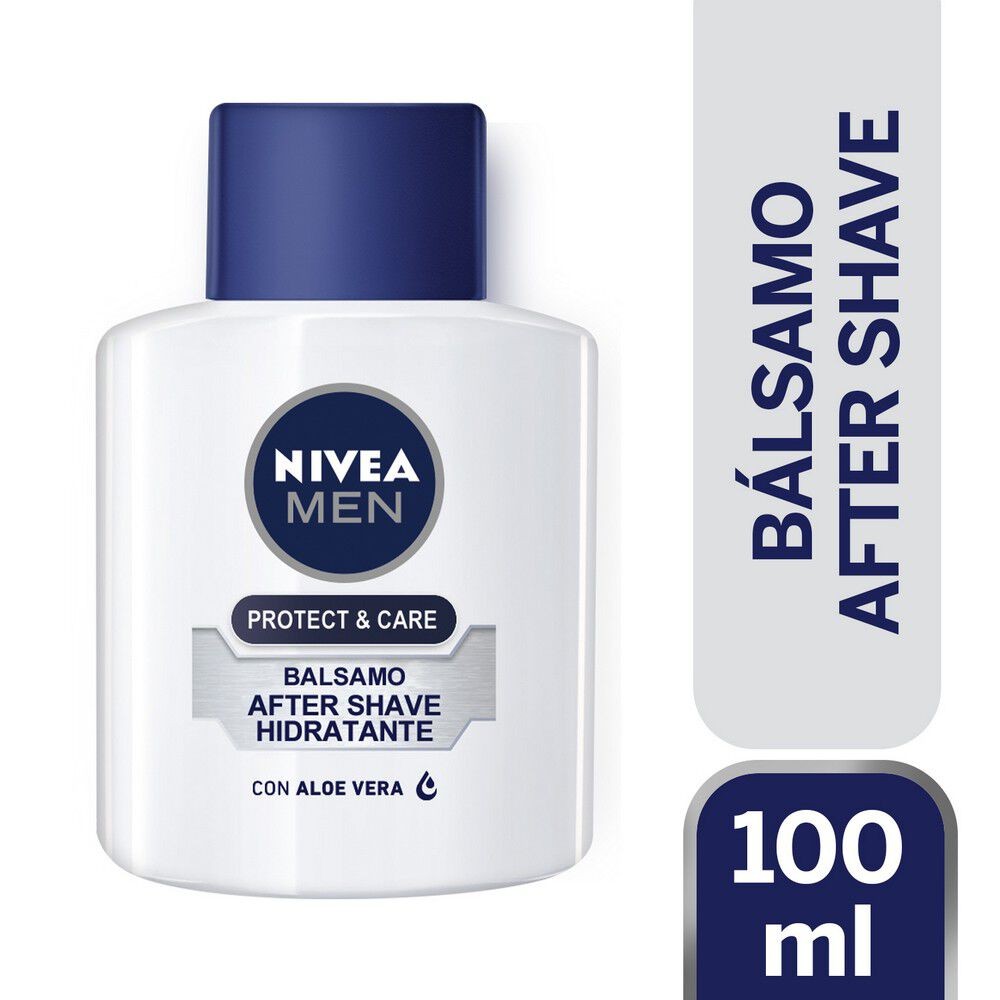 NIVEA
MEN
PROTECT & CARE
BALSAMO
AFTER SHAVE
HIDRATANTE
CON ALOE VERA
BÁLSAMO
AFTER SHAVE
100
ml